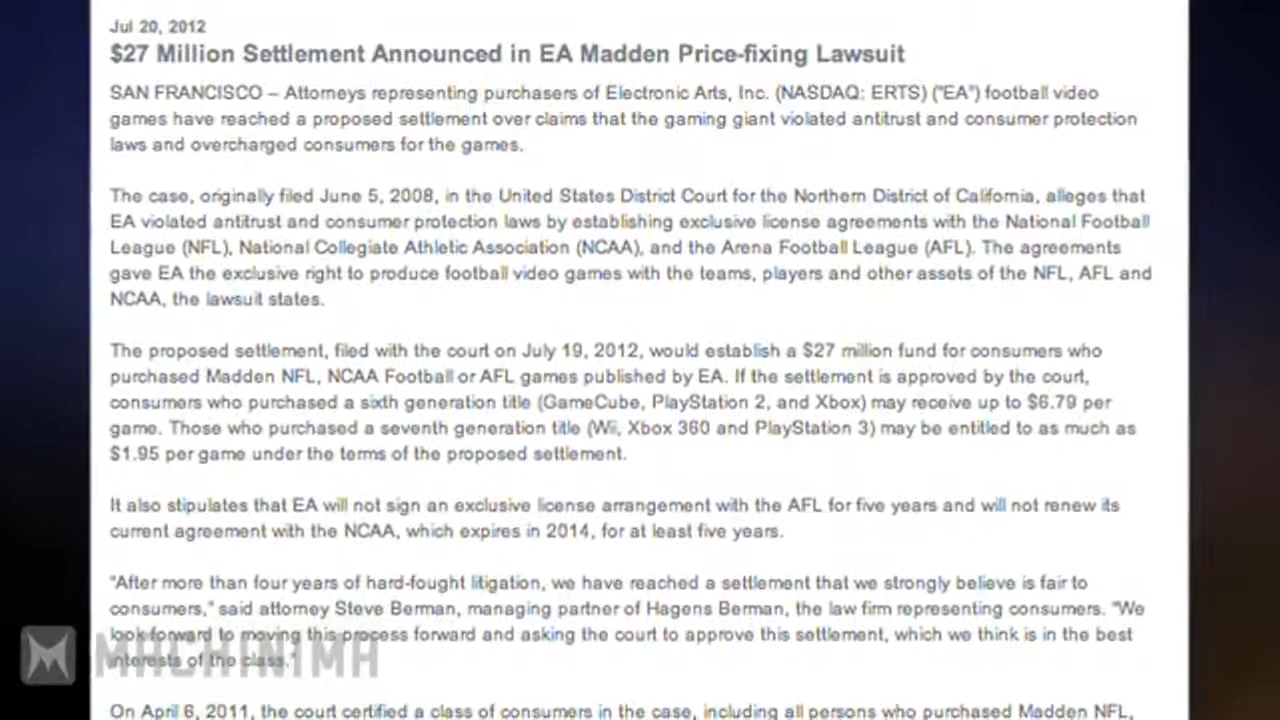 Jul 20, 2012
$27 Million Settlement Announced in EA Madden Price-fixing Lawsuit
SAN FRANCISCO – Attorneys representing purchasers of Electronic Arts, Inc. (NASDAQ: ERTS) ("EA") football video
games have reached a proposed settlement over claims that the gaming giant violated antitrust and consumer protection
laws and overcharged consumers for the games.
The case, originally filed June 5, 2008, in the United States District Court for the Northern District of California, alleges that
EA violated antitrust and consumer protection laws by establishing exclusive license agreements with the National Football
League (NFL), National Collegiate Athletic Association (NCAA), and the Arena Football League (AFL). The agreements
gave EA the exclusive right to produce football video games with the teams, players and other assets of the NFL, AFL and
NCAA, the lawsuit states.
The proposed settlement, filed with the court on July 19, 2012, would establish a $27 million fund for consumers who
purchased Madden NFL, NCAA Football or AFL games published by EA. If the settlement is approved by the court,
consumers who purchased a sixth generation title (GameCube, PlayStation 2, and Xbox) may receive up to $6.79 per
game. Those who purchased a seventh generation title (Wii, Xbox 360 and PlayStation 3) may be entitled to as much as
$1.95 per game under the terms of the proposed settlement.
It also stipulates that EA will not sign an exclusive license arrangement with the AFL for five years and will not renew its
current agreement with the NCAA, which expires in 2014, for at least five years.
"After more than four years of hard-fought litigation, we have reached a settlement that we strongly believe is fair to
consumers," said attorney Steve Berman, managing partner of Hagens Berman, the law firm representing consumers. "We
look forward to moving this process forward and asking the court to approve this settlement, which we think is in the best
interests of the class."
MACHINIMA
On April 6, 2011, the court certified a class of consumers in the case, including all persons who purchased Madden NFL,